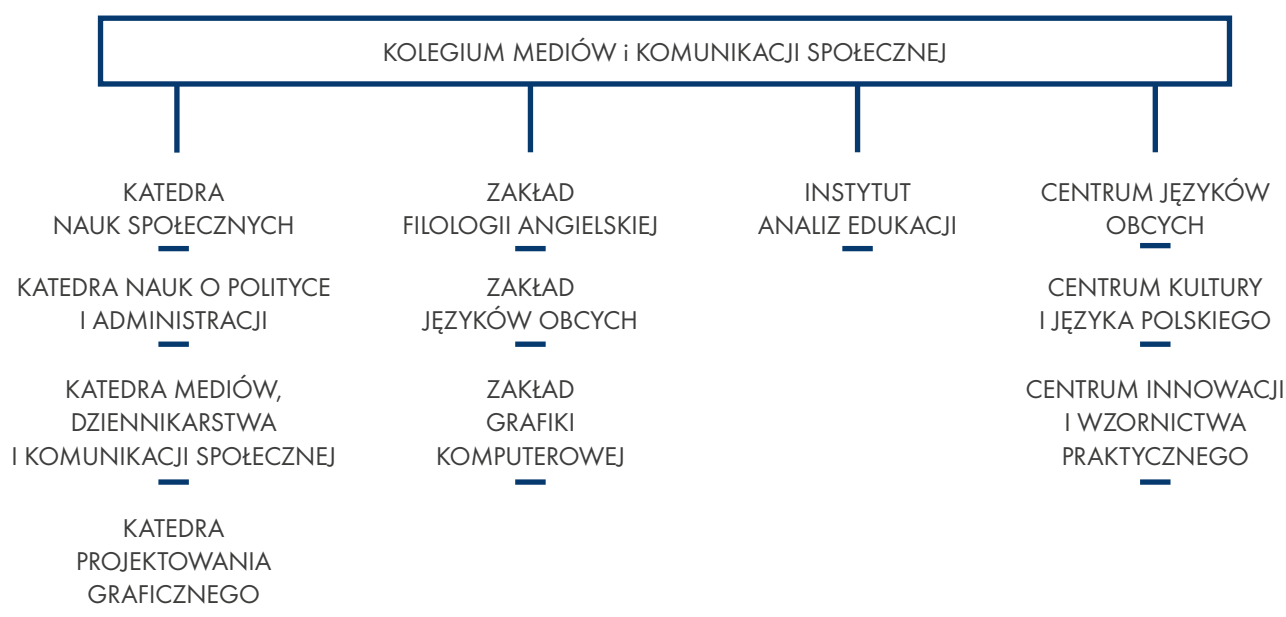 KOLEGIUM MEDIÓW i KOMUNIKACJI SPOŁECZNEJ
KATEDRA
NAUK SPOŁECZNYCH
KATEDRA NAUK O POLITYCE
I ADMINISTRACJI
KATEDRA MEDIÓW,
DZIENNIKARSTWA
I KOMUNIKACJI SPOŁECZNEJ
KATEDRA
PROJEKTOWANIA
GRAFICZNEGO
ZAKŁAD
FILOLOGII ANGIELSKIEJ
ZAKŁAD
JĘZYKÓW OBCYCH
ZAKŁAD
GRAFIKI
KOMPUTEROWEJ
INSTYTUT
ANALIZ EDUKACJI
CENTRUM JĘZYKÓW
OBCYCH
CENTRUM KULTURY
I JĘZYKA POLSKIEGO
CENTRUM INNOWACJI
I WZORNICTWA
PRAKTYCZNEGO